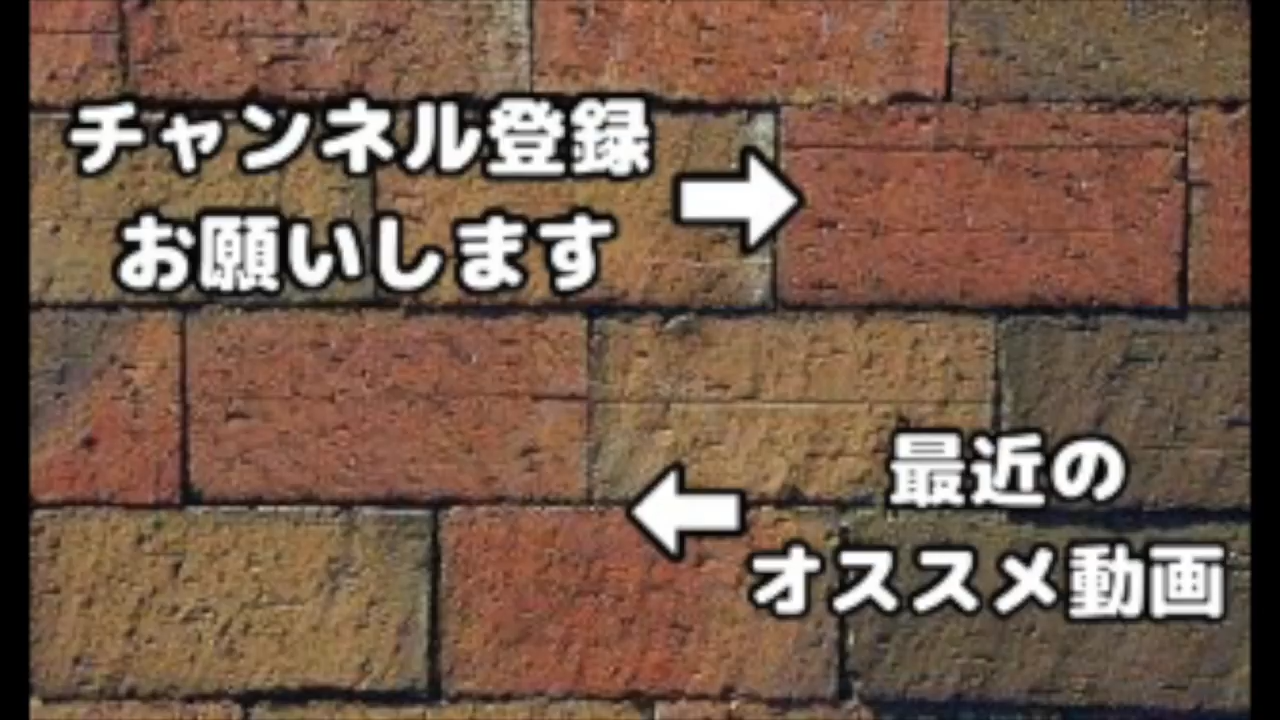 チャンネル登録
お願いします
最近の
オススメ動画